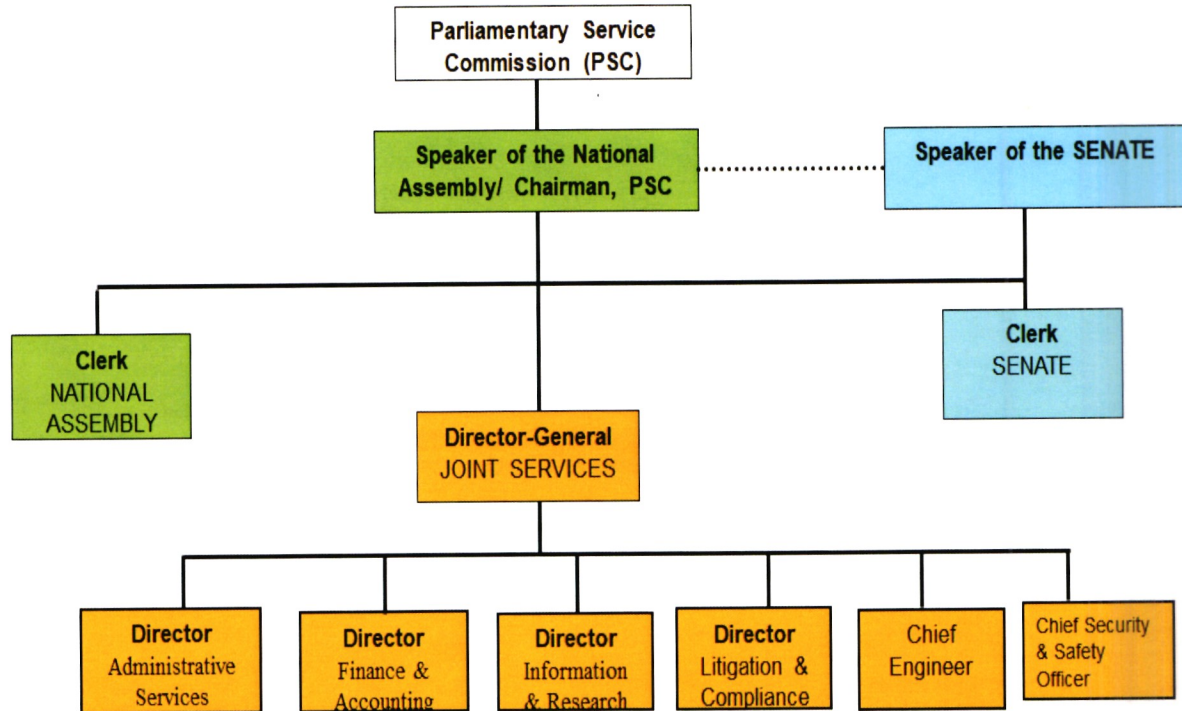 Parliamentary Service
Commission (PSC)
Speaker of the National
Assembly/ Chairman, PSC
Speaker of the SENATE
Clerk
NATIONAL
ASSEMBLY
Clerk
SENATE
Director-General
JOINT SERVICES
Director
Administrative
Services
Director
Finance &
Accounting
Director
Information
& Research
Director
Litigation &
Compliance
Chief
Engineer
Chief Security
& Safety
Officer